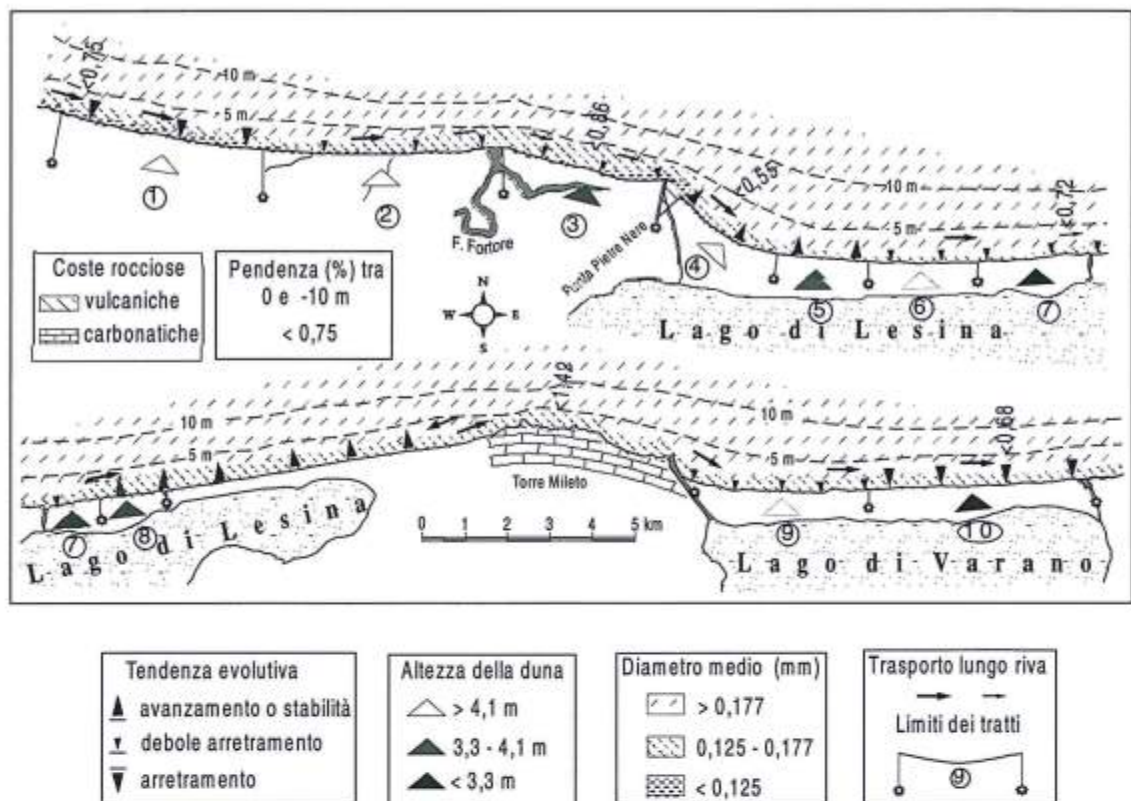 <0,75
10 m
5 m
<0,86
<0,55
<0,72
10 m
5 m
①
②
③
F. Fortore
Punta Pietre Nere
④
⑤
⑥
⑦
Lago di Lesina
Coste rocciose
vulcaniche
carbonatiche
Pendenza (%) tra
0 e -10 m
< 0,75
N
W E
S
10 m
5 m
<1,42
10 m
5 m
<0,68
Torre Mileto
⑦
⑧
Lago di Lesina
0 1 2 3 4 5 km
⑨
10
Lago di Varano
Tendenza evolutiva
avanzamento o stabilità
debole arretramento
arretramento
Altezza della duna
> 4,1 m
3,3 - 4,1 m
< 3,3 m
Diametro medio (mm)
> 0,177
0,125 - 0,177
< 0,125
Trasporto lungo riva
Limiti dei tratti
⑨